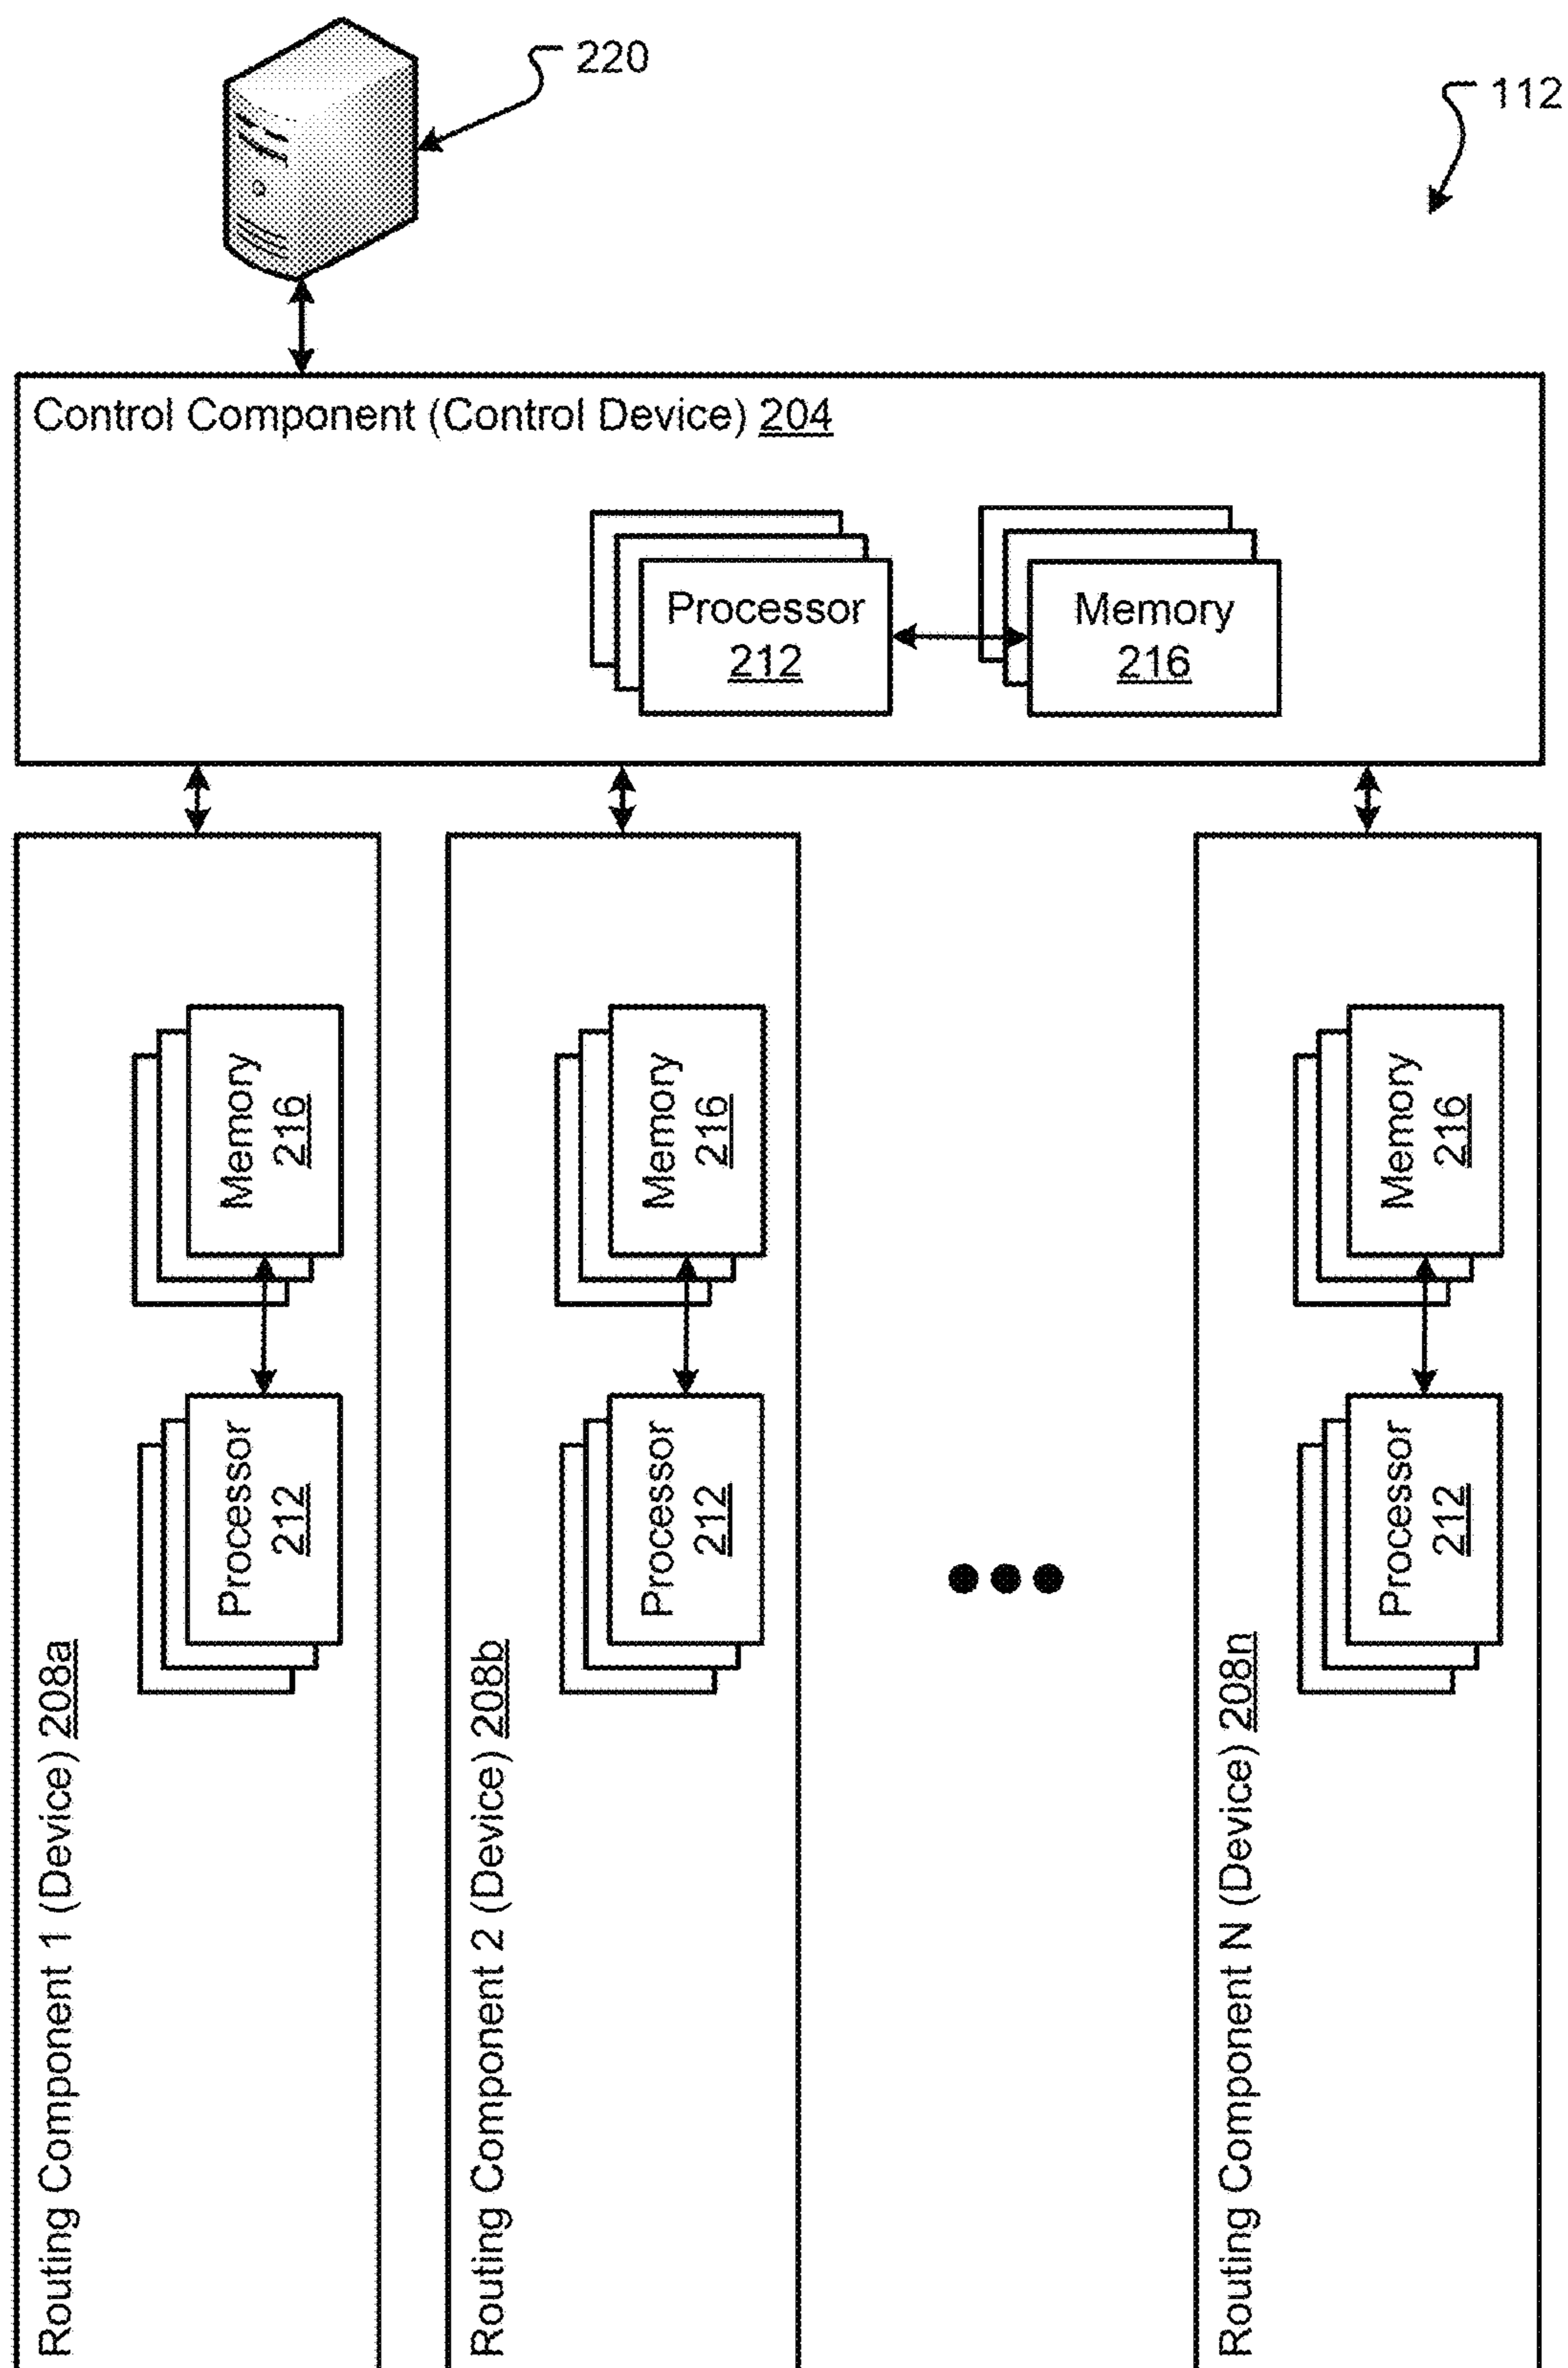 220
112
Control Component (Control Device) 204
Processor
212
Memory
216
Routing Component 1 (Device) 208a
Memory
216
Processor
212
Routing Component 2 (Device) 208b
Memory
216
Processor
212
Routing Component N (Device) 208n
Memory
216
Processor
212